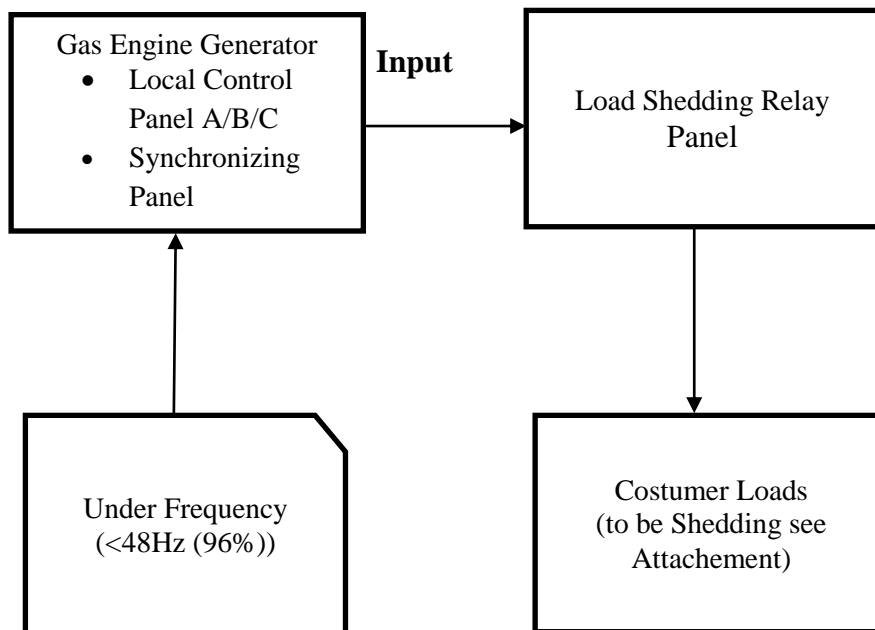 Gas Engine Generator
• Local Control
Panel A/B/C
• Synchronizing
Panel
Input
Load Shedding Relay
Panel
Under Frequency
(<48Hz (96%))
Costumer Loads
(to be Shedding see
Attachement)